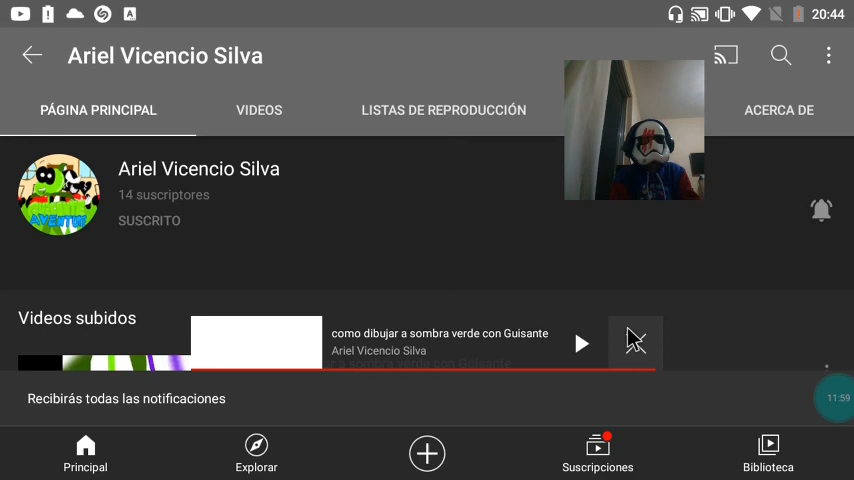 20:44
Ariel Vicencio Silva
PÁGINA PRINCIPAL
VIDEOS
LISTAS DE REPRODUCCIÓN
ACERCA DE
Ariel Vicencio Silva
14 suscriptores
SUSCRITO
Videos subidos
como dibujar a sombra verde con Guisante
Ariel Vicencio Silva
Recibirás todas las notificaciones
11:59
Principal
Explorar
Suscripciones
Biblioteca